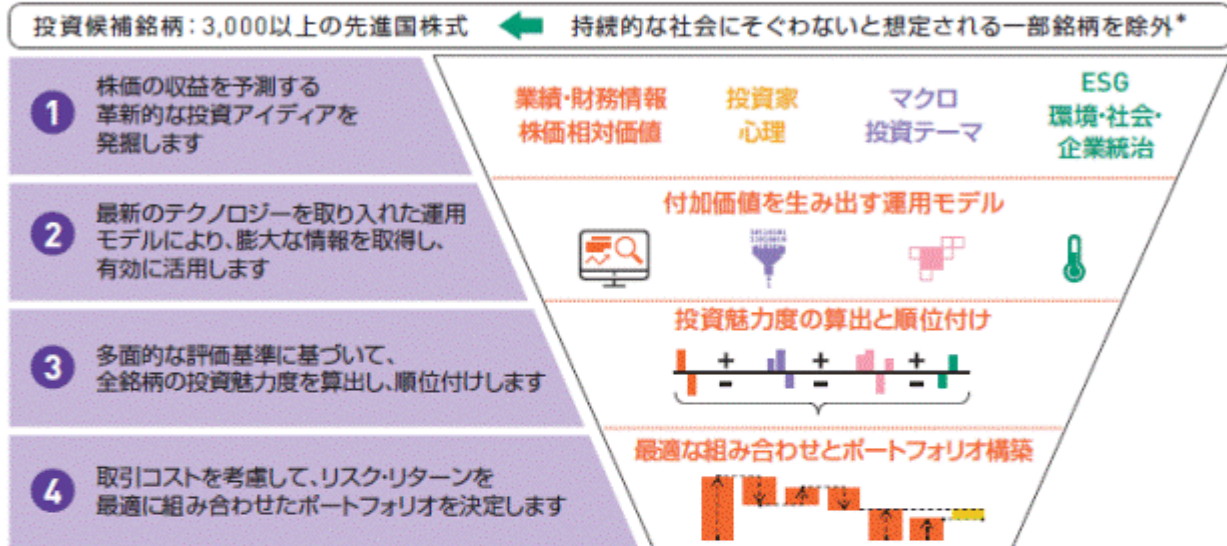 投資候補銘柄：3,000以上の先進国株式
持続的な社会にそぐわないと想定される一部銘柄を除外*
1
株価の収益を予測する
革新的な投資アイディアを
発掘します
業績・財務情報
株価相対価値
投資家
心理
マクロ
投資テーマ
ESG
環境・社会・
企業統治
2
最新のテクノロジーを取り入れた運用
モデルにより、膨大な情報を取得し、
有効に活用します
付加価値を生み出す運用モデル
3
多面的な評価基準に基づいて、
全銘柄の投資魅力度を算出し、順位付けします
投資魅力度の算出と順位付け
+ + +
− − −
4
取引コストを考慮して、リスク・リターンを
最適に組み合わせたポートフォリオを決定します
最適な組み合わせとポートフォリオ構築